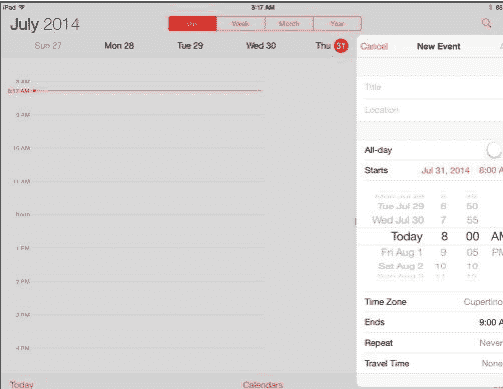 iPad 8:17 AM
July 2014 Day Week Month Year
Sun 27 Mon 28 Tue 29 Wed 30 Thu 31
Cancel New Event
8 AM
8:17 AM
Title
9 AM
Location
10 AM
All-day
Starts Jul 31, 2014 8:00 A
11 AM
Tue Jul 29 6 50
Noon
Wed Jul 30 7 55
Today 8 00 AM
1 PM
Fri Aug 1 9 05 PM
Sat Aug 2 10 10
2 PM
Time Zone Cupertino
3 PM
Ends 9:00 A
Repeat Never
4 PM
Travel Time None
Today Calendars